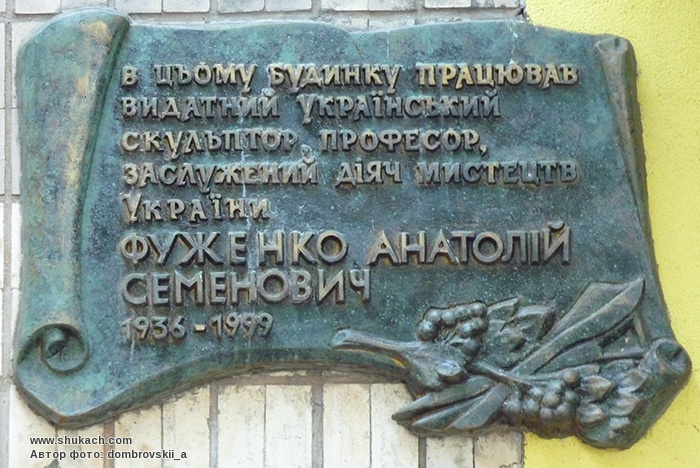 В ЦЬОМУ БУДИНКУ ПРАЦЮВАВ
ВИДАТНИЙ УКРАЇНСЬКИЙ
СКУЛЬПТОР, ПРОФЕСОР,
ЗАСЛУЖЕНИЙ ДІЯЧ МИСТЕЦТВ
УКРАЇНИ
ФУЖЕНКО АНАТОЛІЙ
СЕМЕНОВИЧ
1936-1999
www.shukach.com
Автор фото: dombrovskii_a